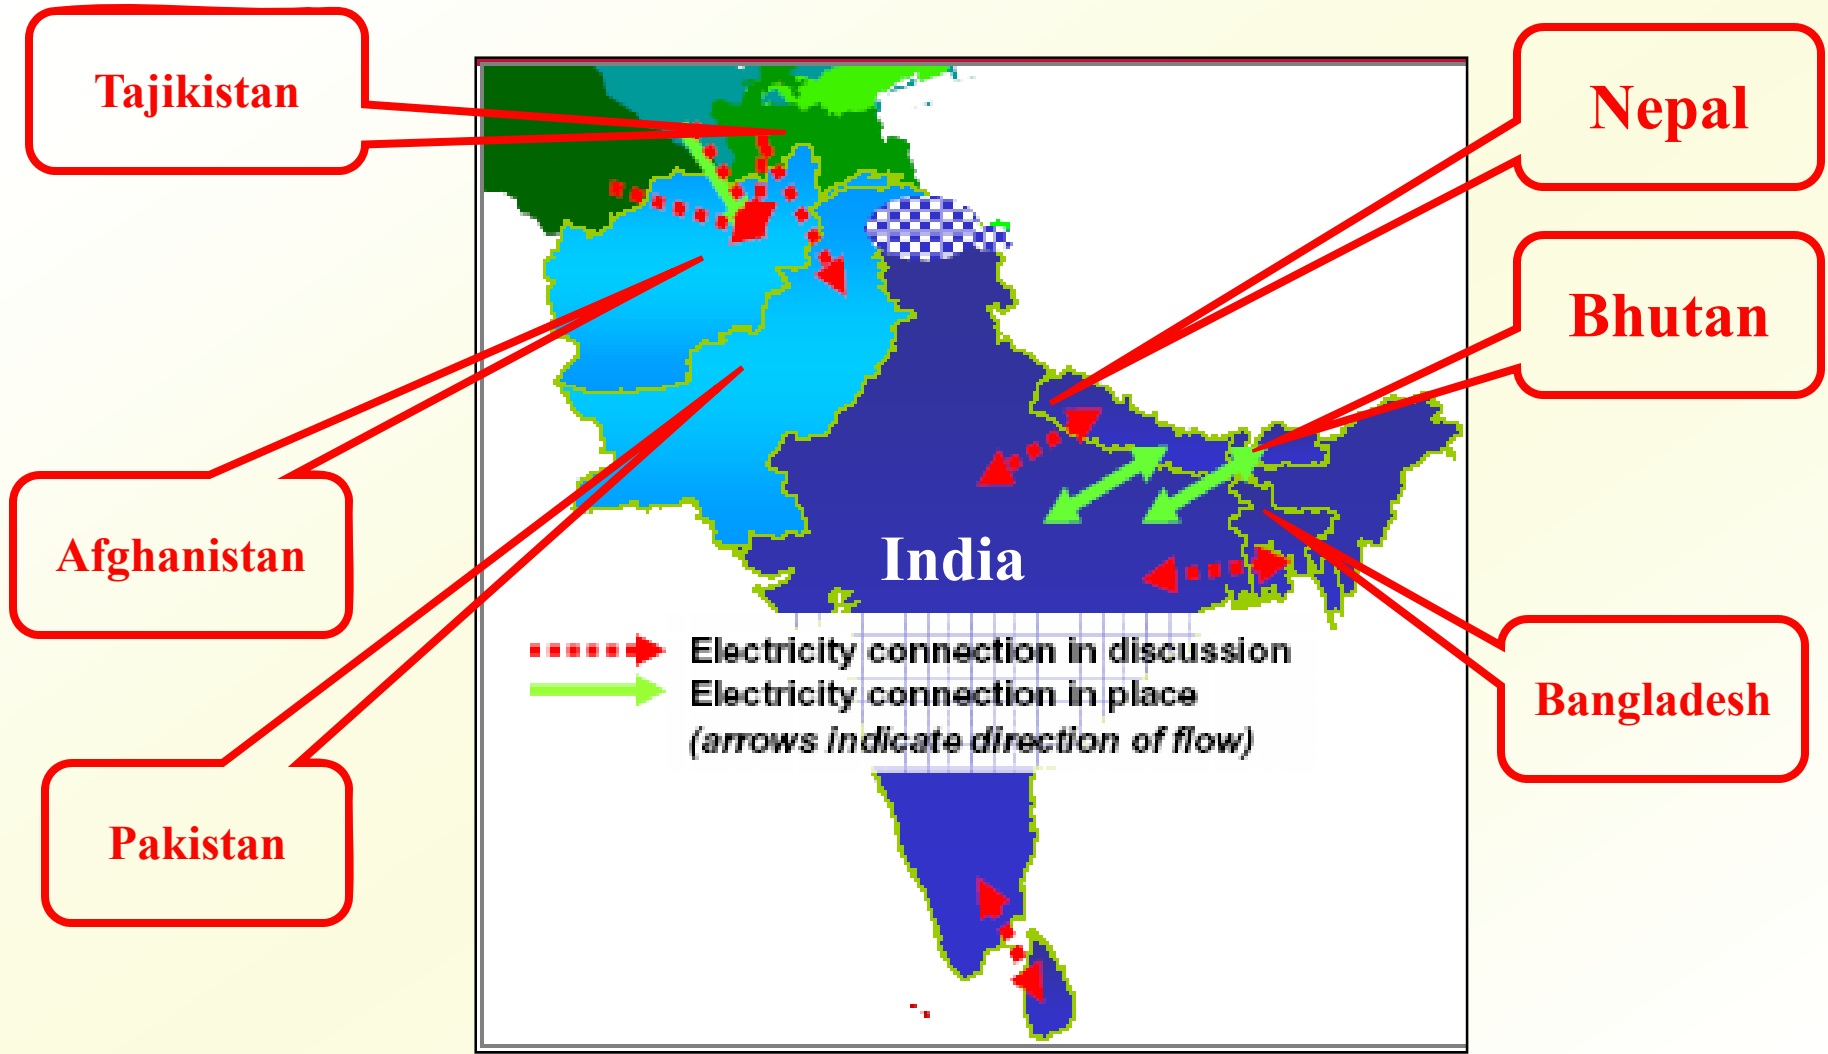 Tajikistan
Nepal
Bhutan
Afghanistan
India
Electricity connection in discussion
Electricity connection in place
(arrows indicate direction of flow)
Bangladesh
Pakistan